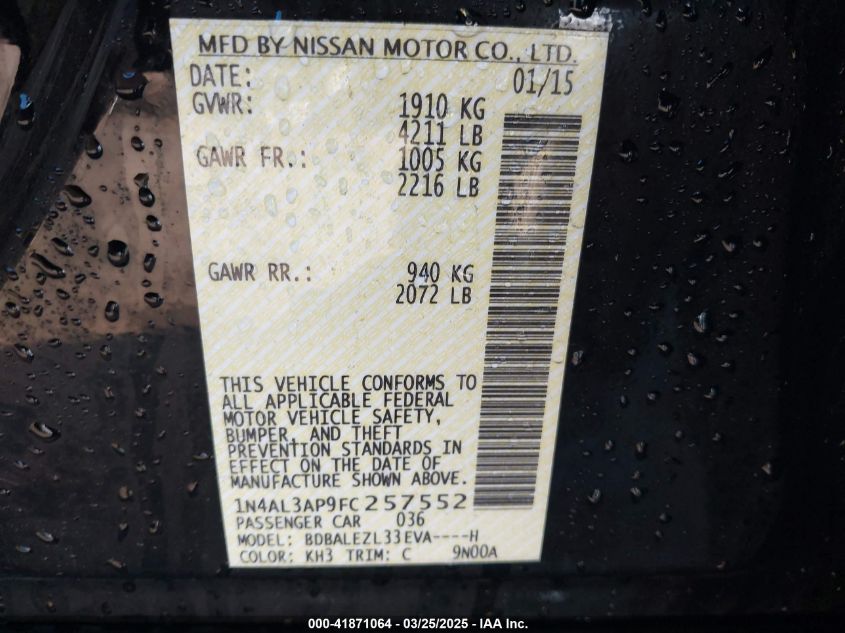 MFD BY NISSAN MOTOR CO., LTD.
DATE: 01/15
GVWR: 1910 KG
4211 LB
GAWR FR.: 1005 KG
2216 LB
GAWR RR.: 940 KG
2072 LB
THIS VEHICLE CONFORMS TO
ALL APPLICABLE FEDERAL
MOTOR VEHICLE SAFETY,
BUMPER, AND THEFT
PREVENTION STANDARDS IN
EFFECT ON THE DATE OF
MANUFACTURE SHOWN ABOVE.
1N4AL3AP9FC257552
PASSENGER CAR 036
MODEL: BDBALEZL33EVA----H
COLOR: KH3 TRIM: C 9N00A
000-41871064 - 03/25/2025 - IAA Inc.